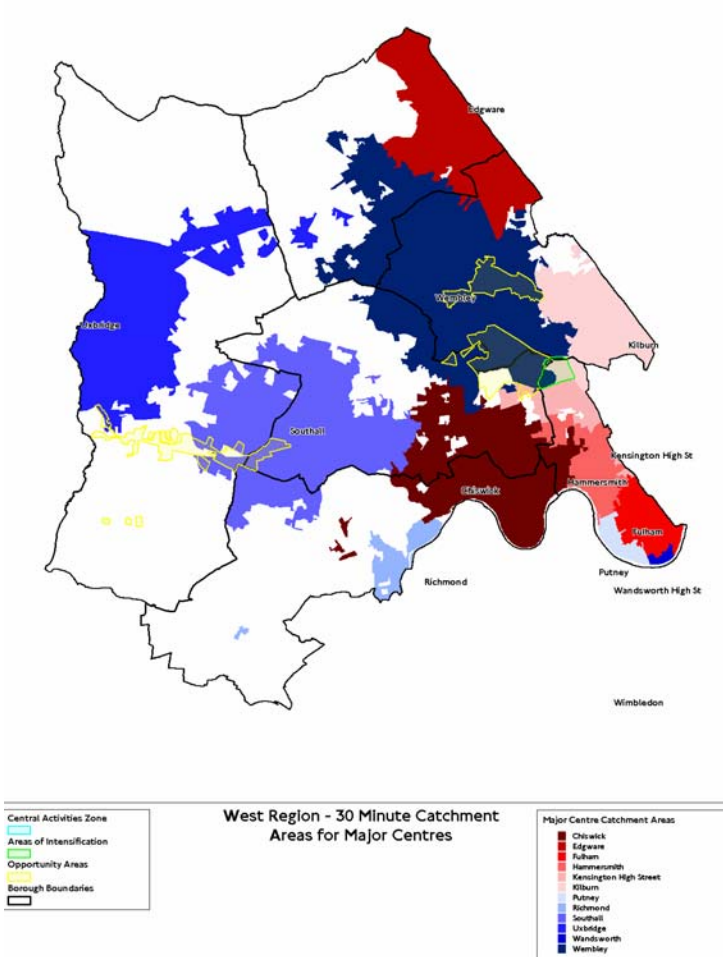 Edgware
Wembley
Uxbridge
Kilburn
Southall
Kensington High St
Hammersmith
Chiswick
Fulham
Putney
Richmond
Wandsworth High St
Wimbledon
West Region - 30 Minute Catchment
Areas for Major Centres
Central Activities Zone
Areas of Intensification
Opportunity Areas
Borough Boundaries
Major Centre Catchment Areas
Chiswick
Edgware
Fulham
Hammersmith
Kensington High Street
Kilburn
Putney
Richmond
Southall
Uxbridge
Wandsworth
Wembley